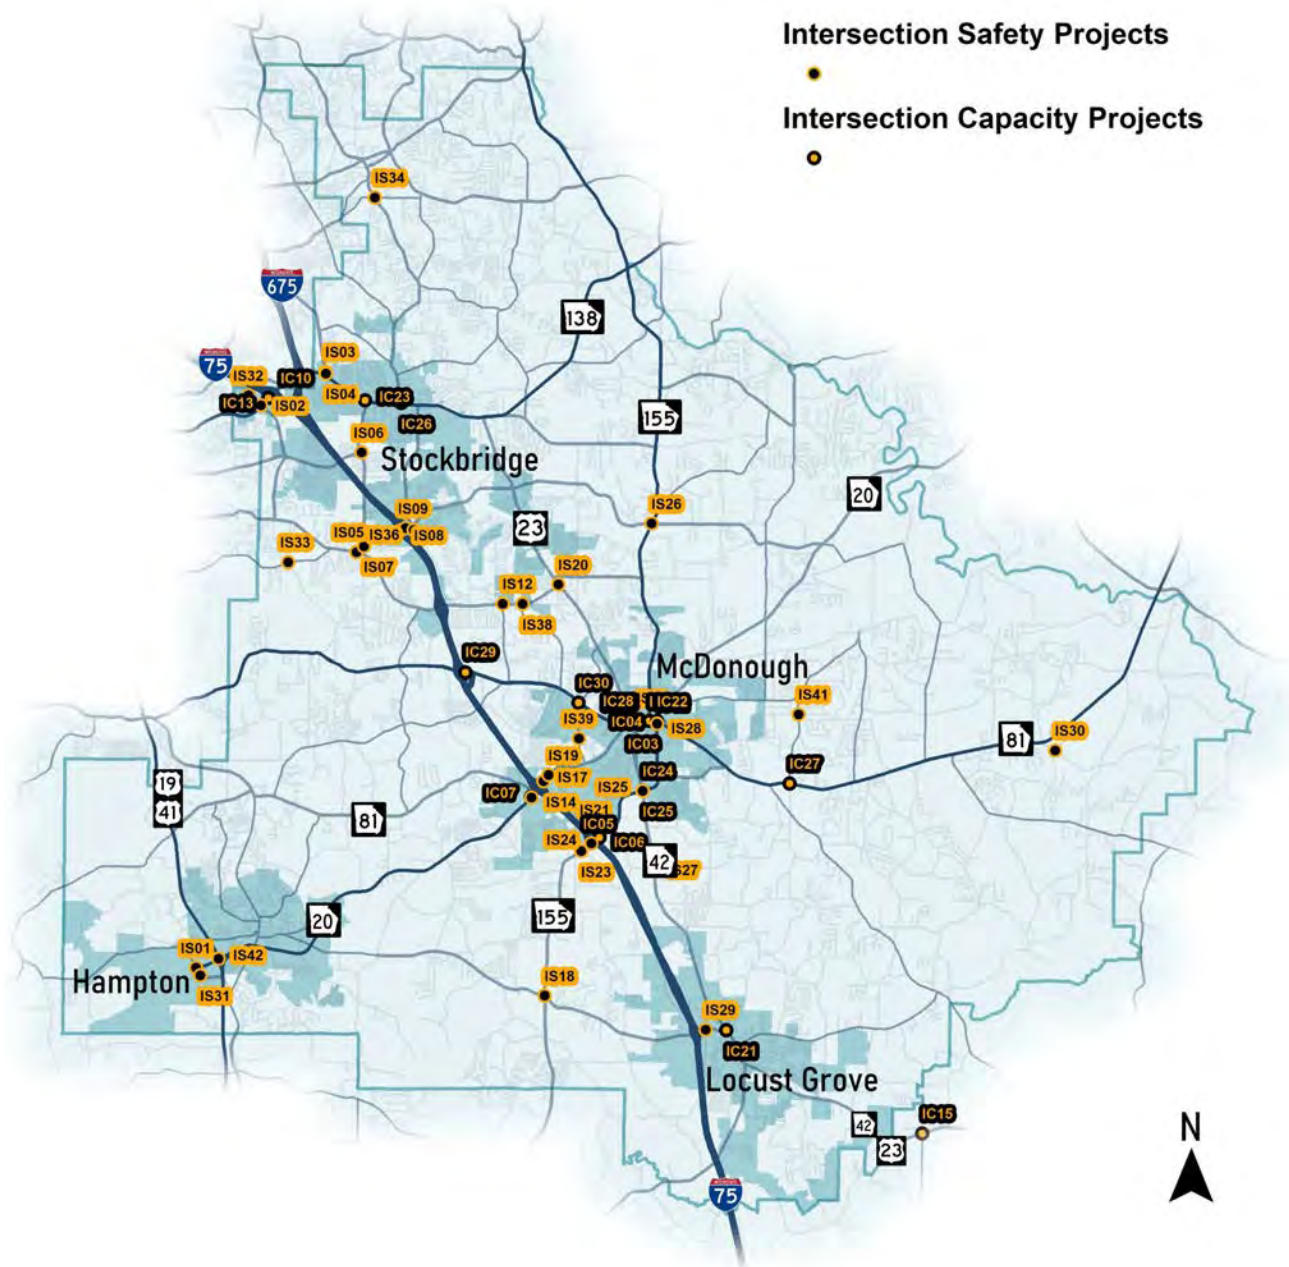 Intersection Safety Projects
Intersection Capacity Projects
IS34
675
138
75
IS03
IS32
IC10
IS04
IC23
IC13
IS02
IC26
155
IS06
Stockbridge
20
IS09
IS26
23
IS05
IS36
IS08
IS33
IS07
IS20
IS12
IS38
McDonough
IC29
IC30
IC28
IC22
IS41
IS39
IC04
IS28
IC03
81
IS30
IS19
IC24
IC27
19
IS17
IS25
41
IC07
IS14
IS21
IC25
81
IC05
IS24
IC06
42
IS23
20
155
IS01
IS42
Hampton
IS31
IS18
IS29
IC21
Locust Grove
IC15
42
23
N
75